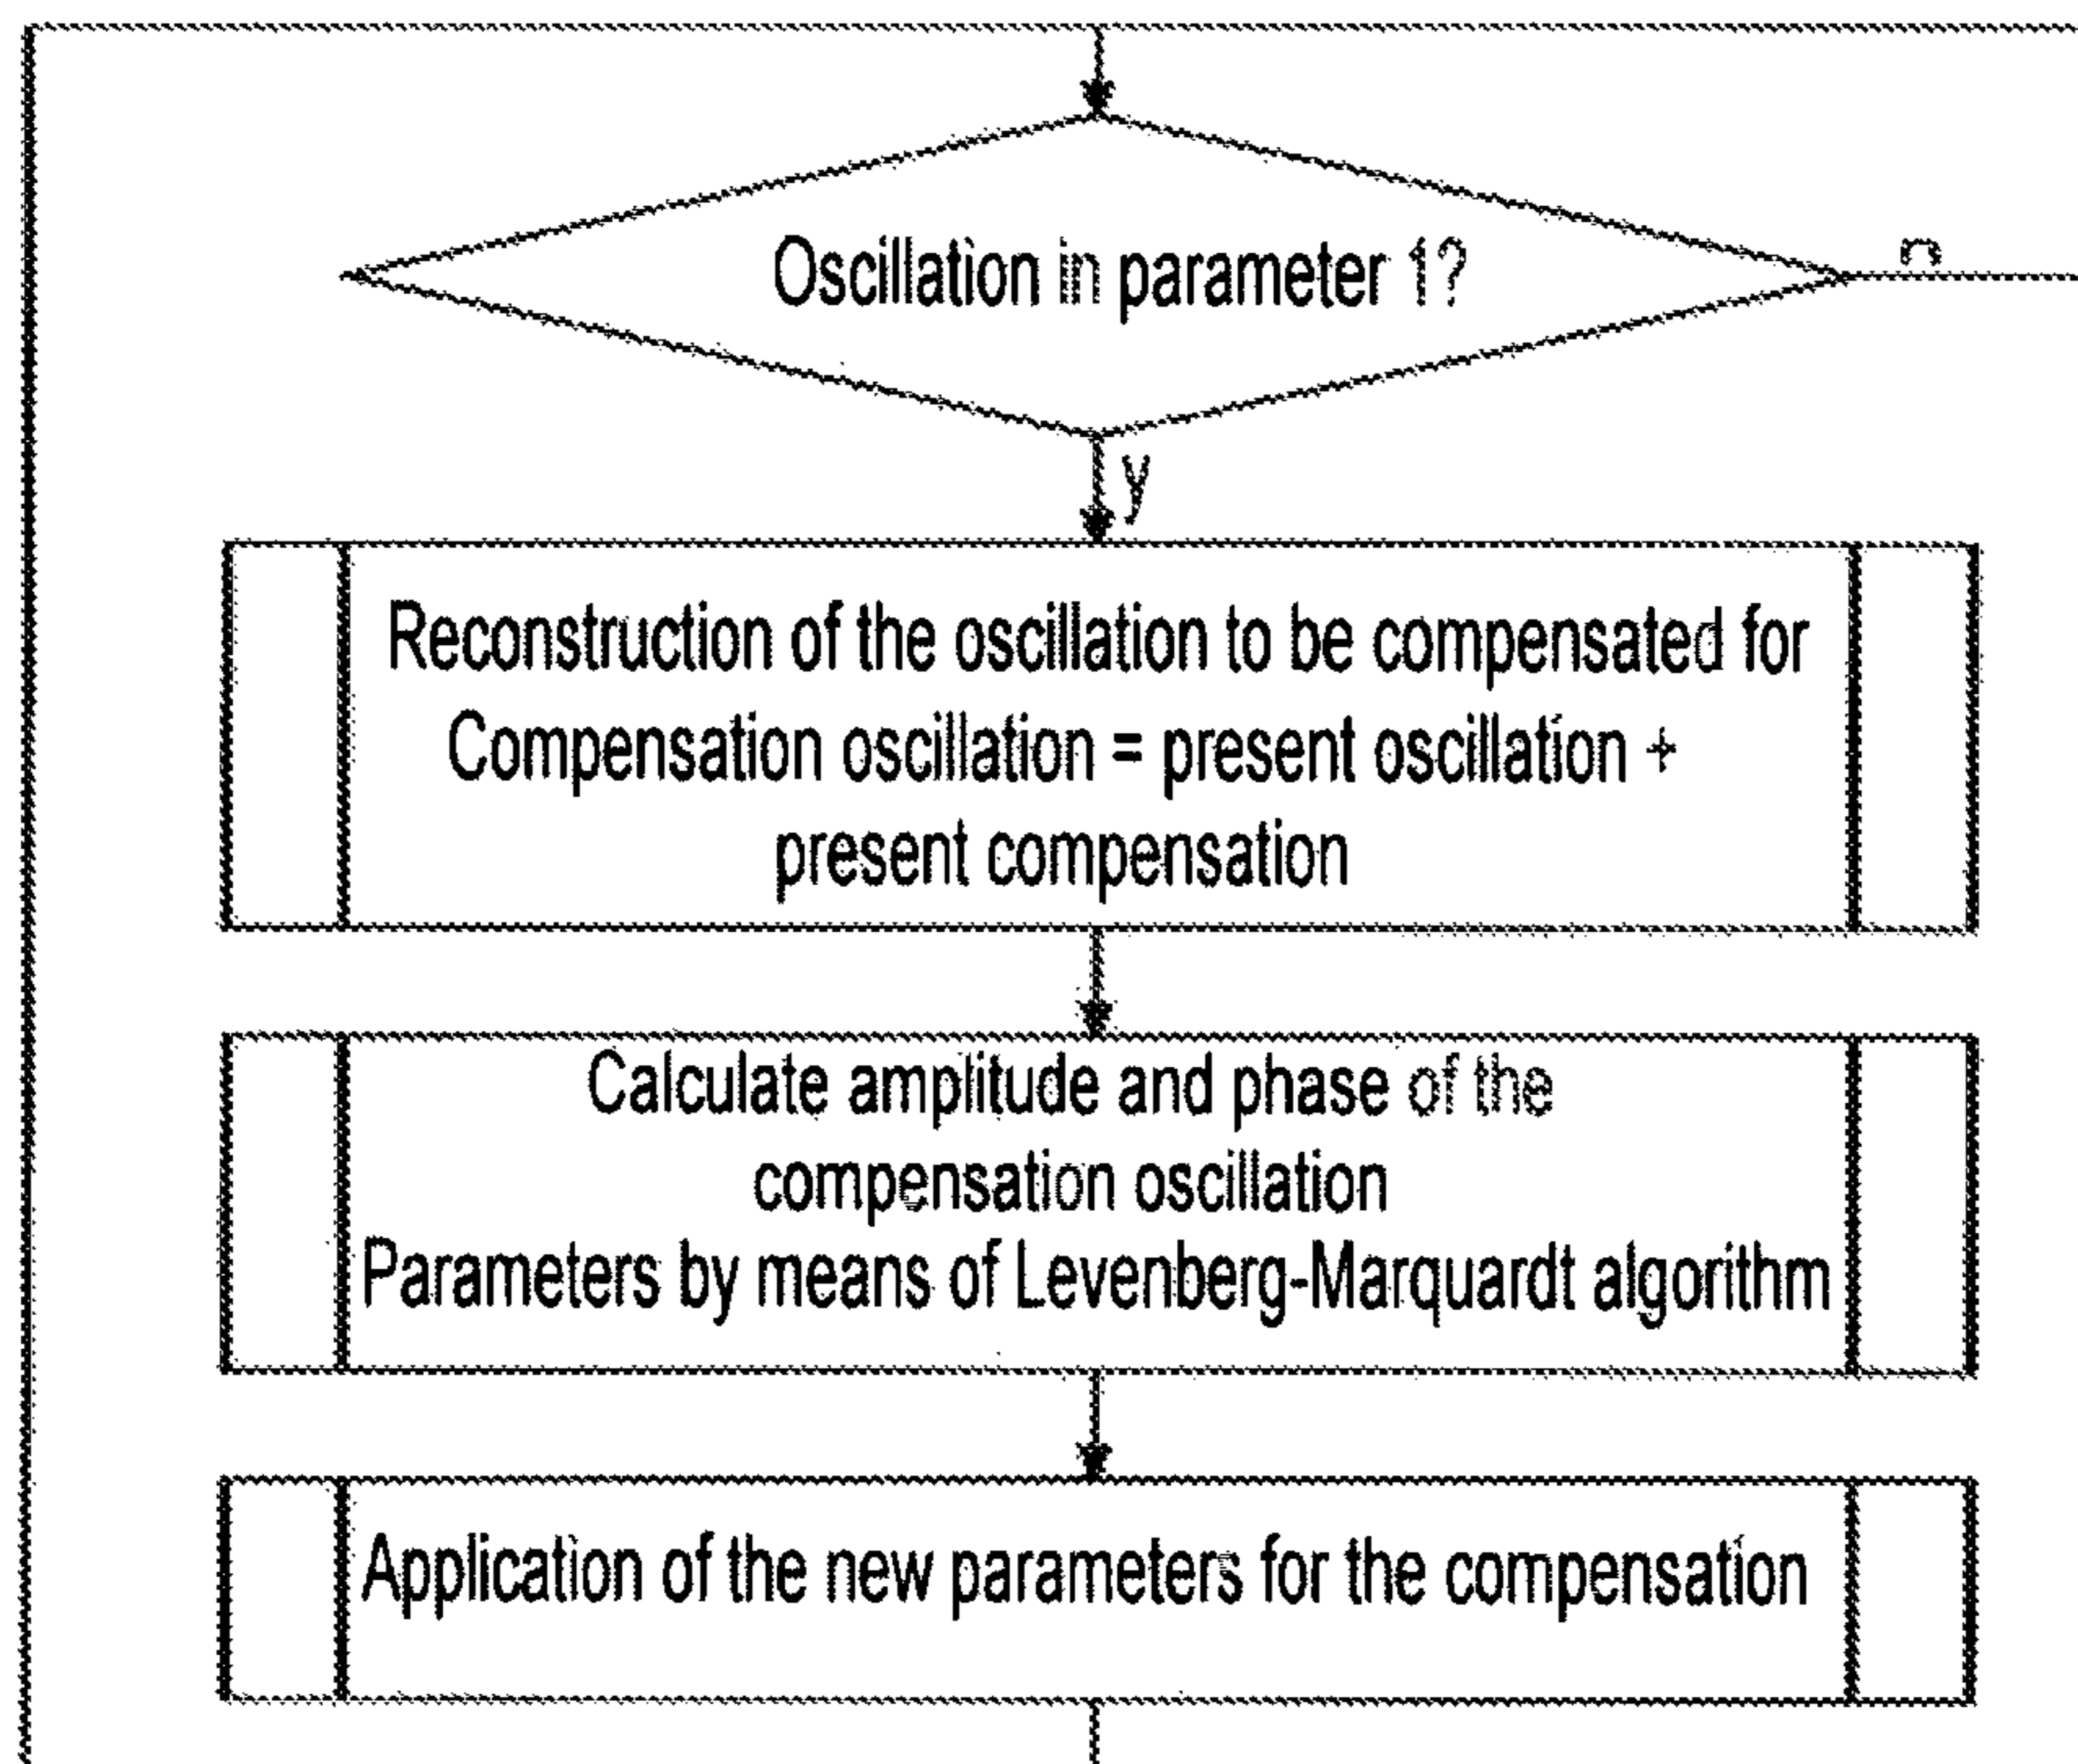 Oscillation in parameter 1?
n
y
Reconstruction of the oscillation to be compensated for
Compensation oscillation = present oscillation +
present compensation
Calculate amplitude and phase of the
compensation oscillation
Parameters by means of Levenberg-Marquardt algorithm
Application of the new parameters for the compensation